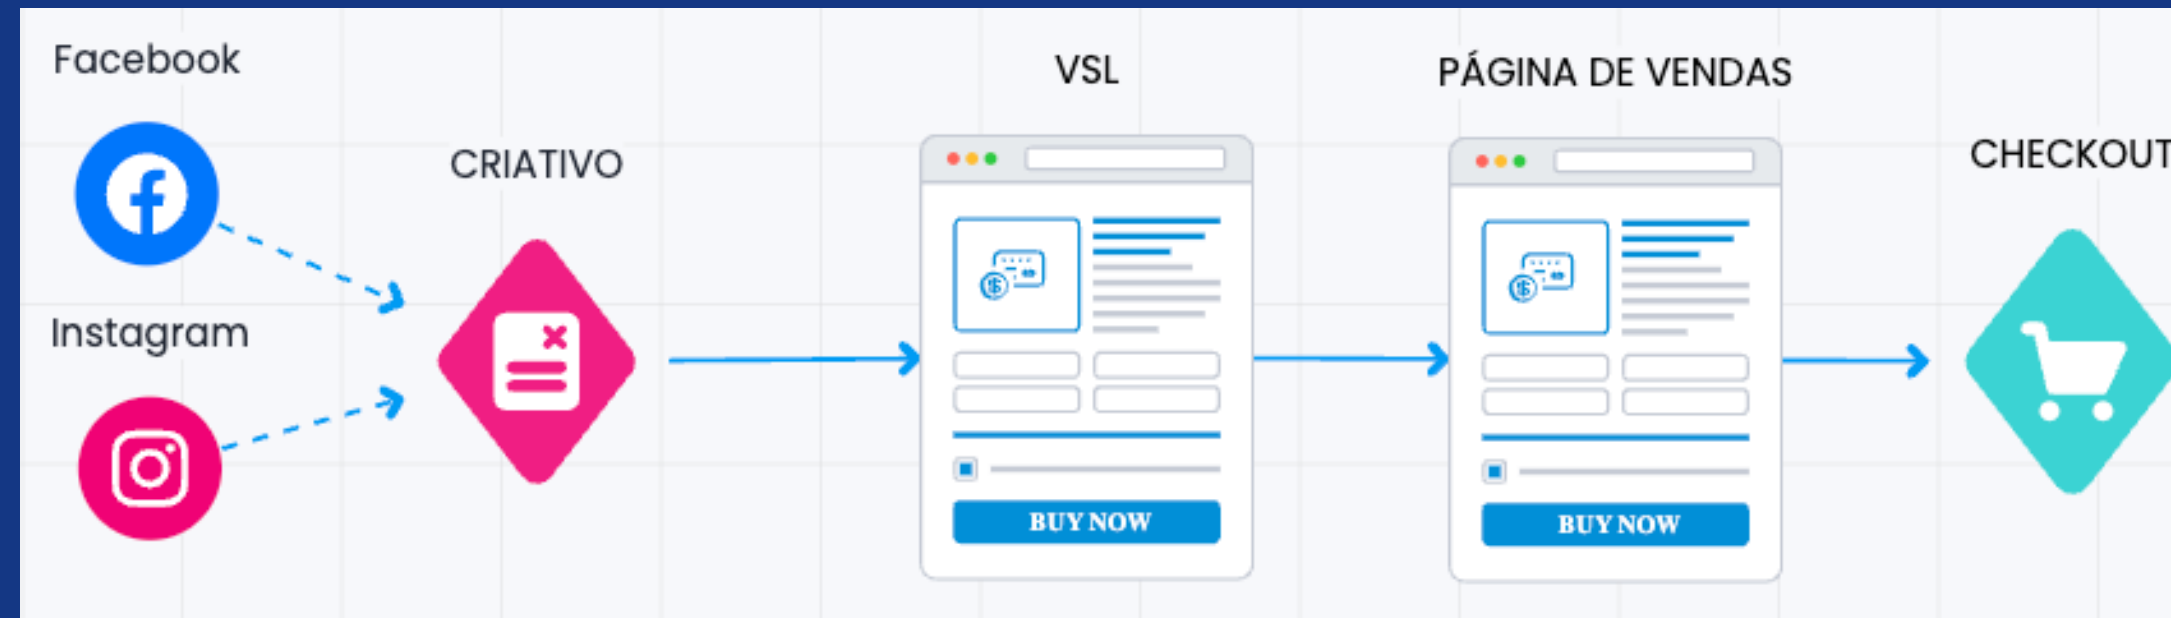 Facebook
Instagram
CRIATIVO
VSL
BUY NOW
PÁGINA DE VENDAS
BUY NOW
CHECKOUT